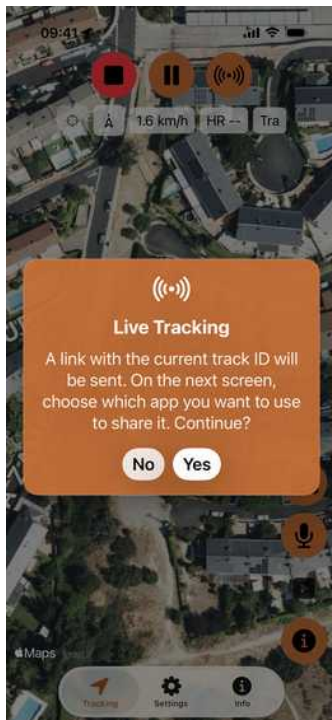 09:41
1.6 km/h HR -- Tra
Live Tracking
A link with the current track ID will
be sent. On the next screen,
choose which app you want to use
to share it. Continue?
No Yes
Maps
Tracking Settings Info